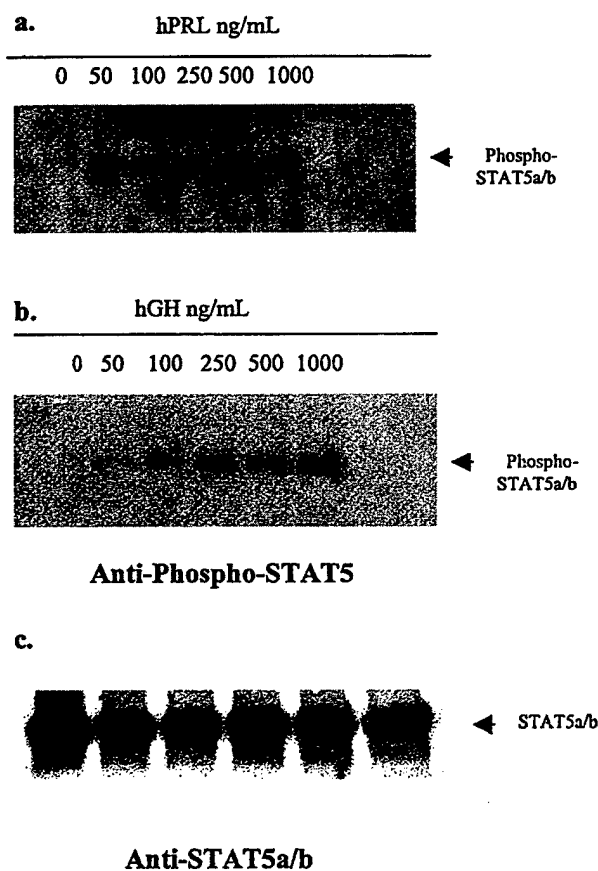 a.
hPRL ng/mL
0 50 100 250 500 1000
Phospho-
STAT5a/b
b.
hGH ng/mL
0 50 100 250 500 1000
Phospho-
STAT5a/b
Anti-Phospho-STAT5
c.
STAT5a/b
Anti-STAT5a/b